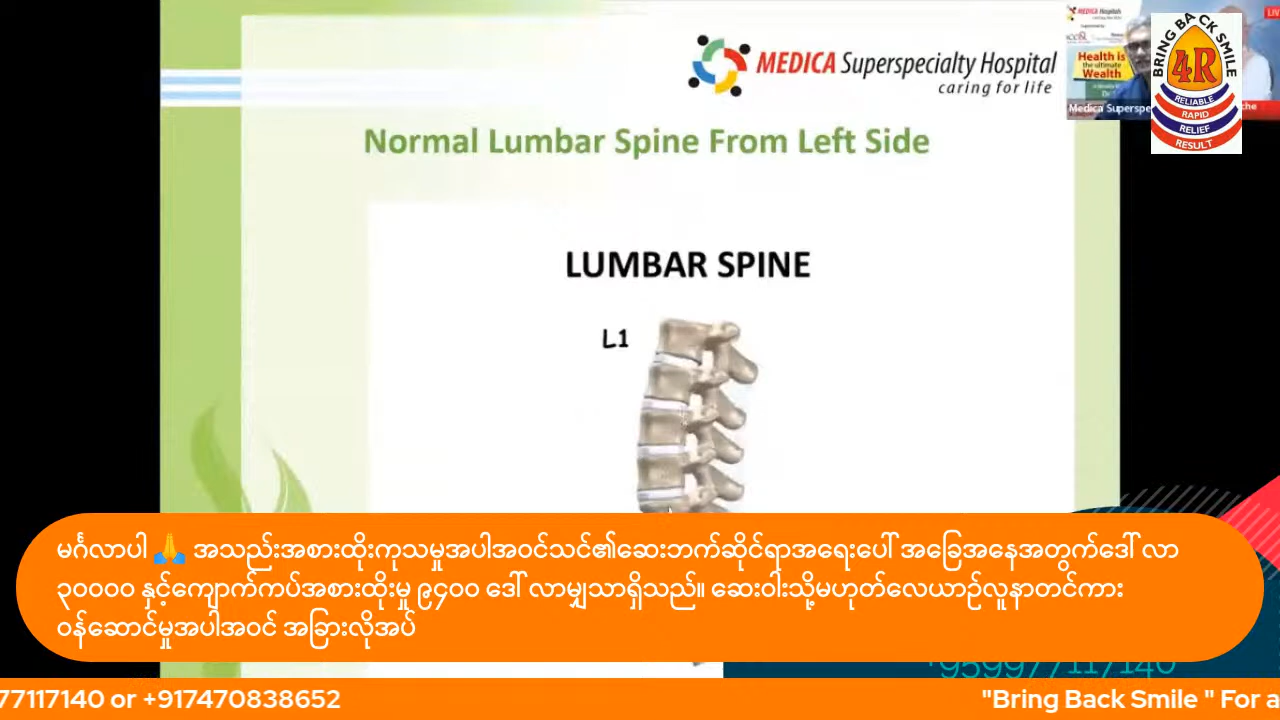 MEDICA Superspecialty Hospital
caring for life
MEDICA Hospitals
Health is
the ultimate
Wealth
Medica Superspe
LIV
BRING BACK SMILE
4R
RELIABLE
RAPID
RELIEF
RESULT
Normal Lumbar Spine From Left Side
LUMBAR SPINE
L1
မင်္ဂလာပါ 🙏 အသည်းအစားထိုးကုသမှုအပါအဝင်သင်၏ဆေးဘက်ဆိုင်ရာအရေးပေါ် အခြေအနေအတွက်ဒေါ် လာ
၃၀၀၀၀ နှင့်ကျောက်ကပ်အစားထိုးမှု ၉၄၀၀ ဒေါ် လာမျှသာရှိသည်။ ဆေးဝါးသို့မဟုတ်လေယာဉ်လူနာတင်ကား
ဝန်ဆောင်မှုအပါအဝင် အခြားလိုအပ်
+959977117140
77117140 or +917470838652
"Bring Back Smile " For a